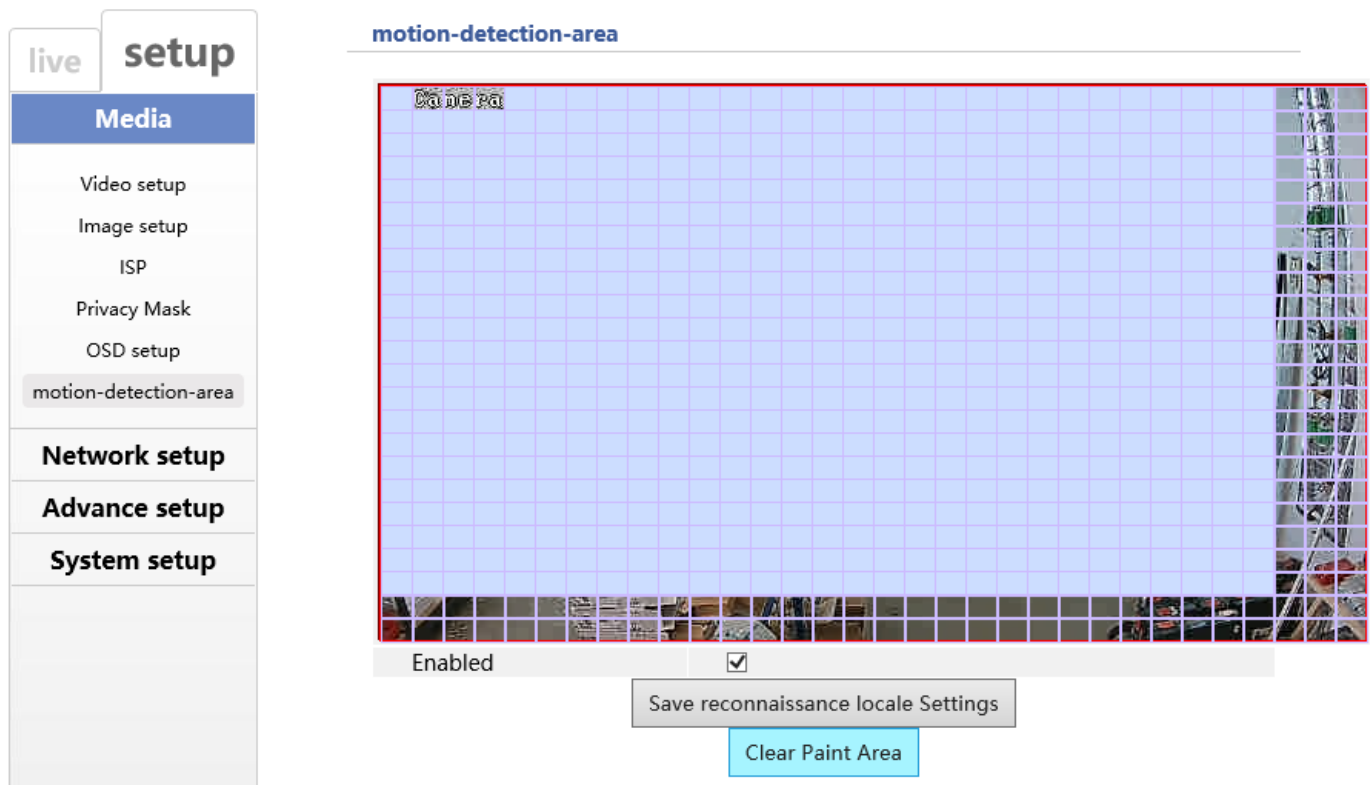 live
setup
Media
Video setup
Image setup
ISP
Privacy Mask
OSD setup
motion-detection-area
Network setup
Advance setup
System setup
motion-detection-area
Camera
Enabled
Save reconnaissance locale Settings
Clear Paint Area